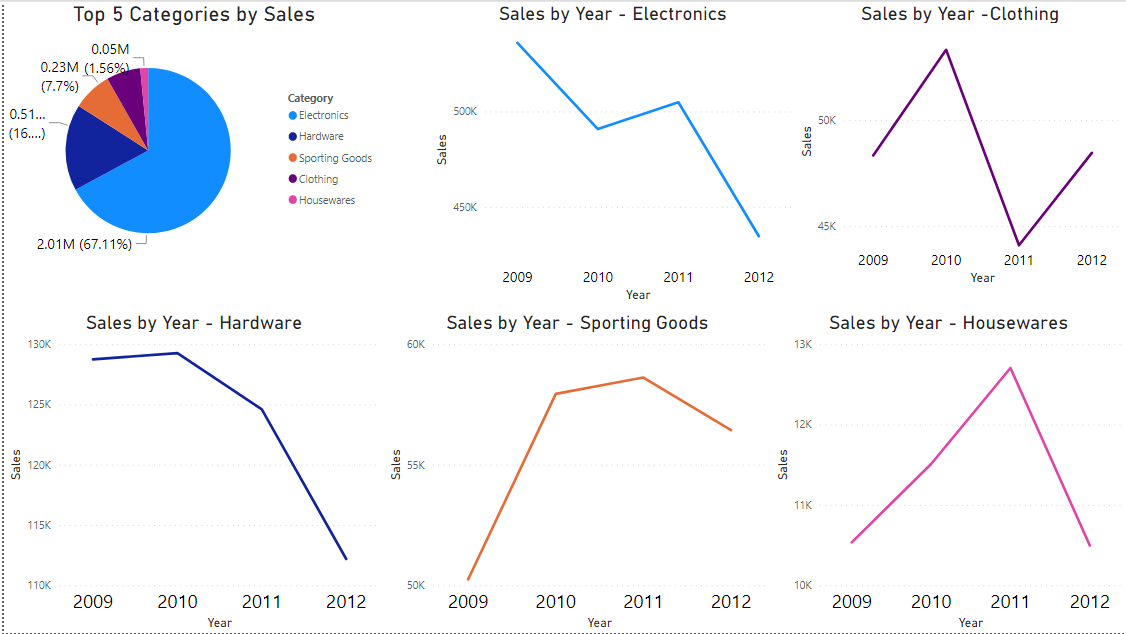 Top 5 Categories by Sales
0.05M
(1.56%)
0.23M
(7.7%)
0.51...
(16....)
2.01M (67.11%)
Category
Electronics
Hardware
Sporting Goods
Clothing
Housewares
Sales by Year - Electronics
500K
450K
Sales
2009 2010 2011 2012
Year
Sales by Year -Clothing
50K
45K
Sales
2009 2010 2011 2012
Year
Sales by Year - Hardware
130K
125K
120K
115K
110K
Sales
2009 2010 2011 2012
Year
Sales by Year - Sporting Goods
60K
55K
50K
Sales
2009 2010 2011 2012
Year
Sales by Year - Housewares
13K
12K
11K
10K
Sales
2009 2010 2011 2012
Year